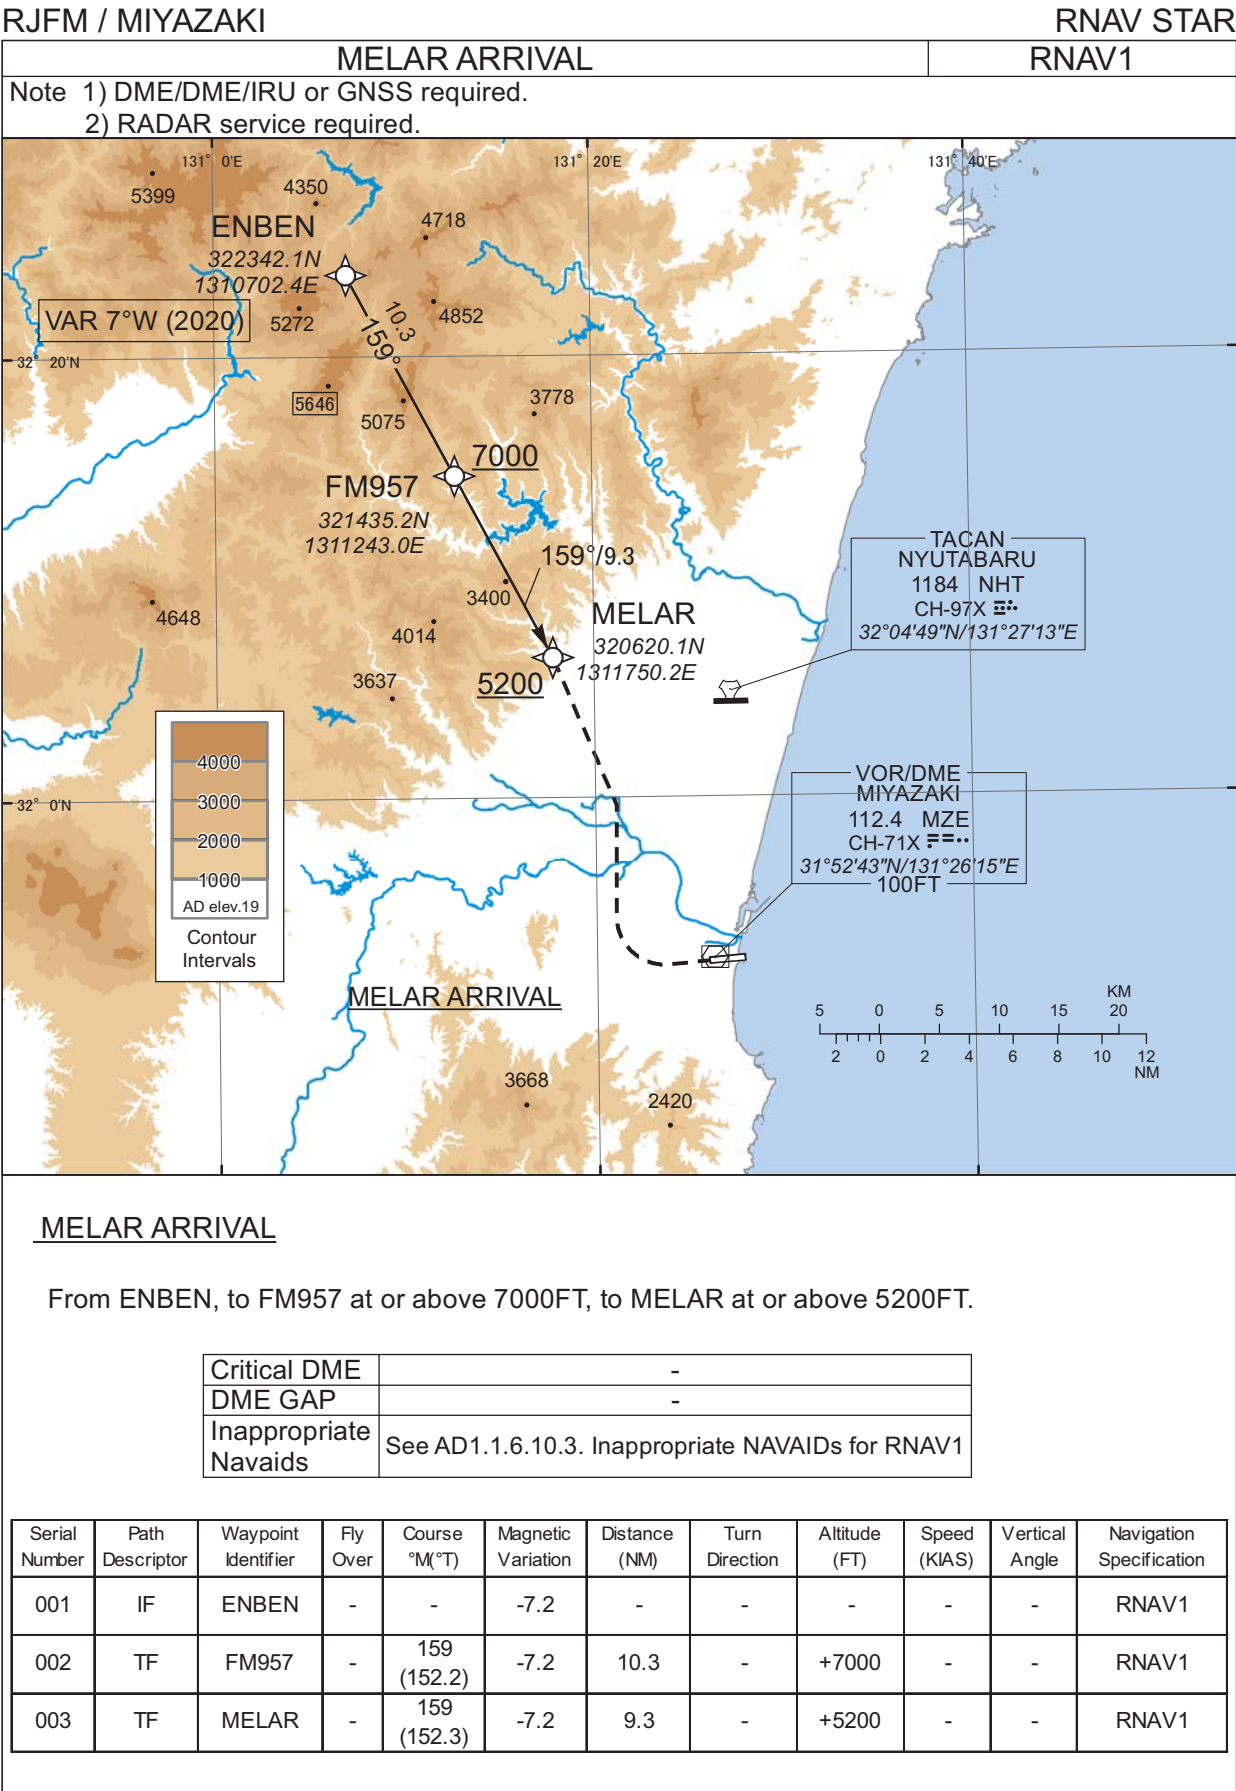 RJFM / MIYAZAKI
RNAV STAR
MELAR ARRIVAL
RNAV1
Note 1) DME/DME/IRU or GNSS required.
2) RADAR service required.
131° 0'E
131° 20'E
131° 40'E
5399
4350
4718
ENBEN
322342.1N
1310702.4E
VAR 7°W (2020)
5272
10.3
159°
4852
32° 20'N
5646
5075
3778
7000
FM957
321435.2N
1311243.0E
159°/9.3
3400
4648
4014
MELAR
320620.1N
1311750.2E
3637
5200
TACAN
NYUTABARU
1184 NHT
CH-97X
32°04'49"N/131°27'13"E
4000
3000
2000
1000
AD elev.19
Contour
Intervals
32° 0'N
VOR/DME
MIYAZAKI
112.4 MZE
CH-71X
31°52'43"N/131°26'15"E
100FT
MELAR ARRIVAL
KM
5 0 5 10 15 20
2 0 2 4 6 8 10 12
NM
3668
2420
MELAR ARRIVAL
From ENBEN, to FM957 at or above 7000FT, to MELAR at or above 5200FT.
Critical DME -
DME GAP -
Inappropriate
Navaids
See AD1.1.6.10.3. Inappropriate NAVAIDs for RNAV1
Serial Number Path Descriptor Waypoint Identifier Fly Over Course °M(°T) Magnetic Variation Distance (NM) Turn Direction Altitude (FT) Speed (KIAS) Vertical Angle Navigation Specification
001 IF ENBEN - - -7.2 - - - - - RNAV1
002 TF FM957 - 159 (152.2) -7.2 10.3 - +7000 - - RNAV1
003 TF MELAR - 159 (152.3) -7.2 9.3 - +5200 - - RNAV1